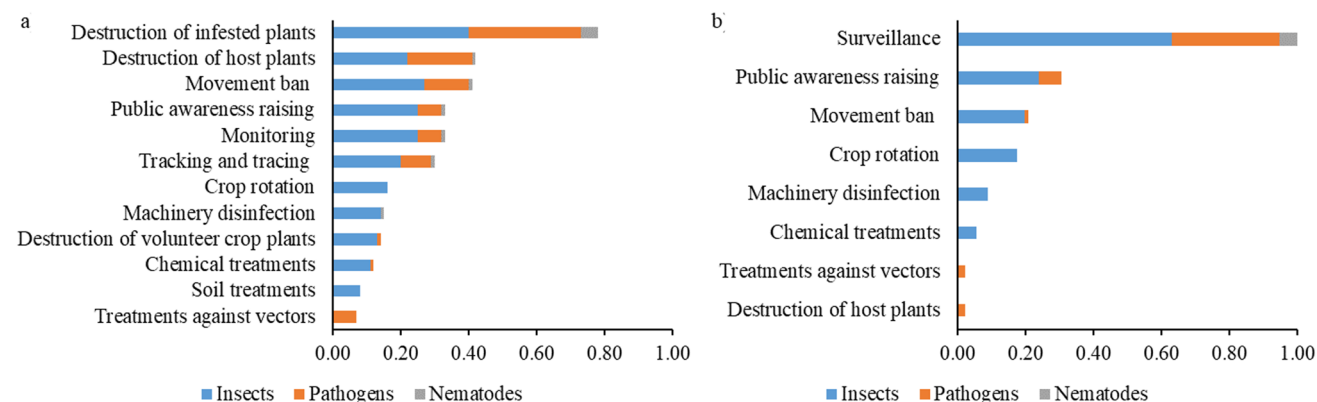 a
Destruction of infested plants
Destruction of host plants
Movement ban
Public awareness raising
Monitoring
Tracking and tracing
Crop rotation
Machinery disinfection
Destruction of volunteer crop plants
Chemical treatments
Soil treatments
Treatments against vectors
0.00 0.20 0.40 0.60 0.80 1.00
Insects Pathogens Nematodes
b
Surveillance
Public awareness raising
Movement ban
Crop rotation
Machinery disinfection
Chemical treatments
Treatments against vectors
Destruction of host plants
0.00 0.20 0.40 0.60 0.80 1.00
Insects Pathogens Nematodes